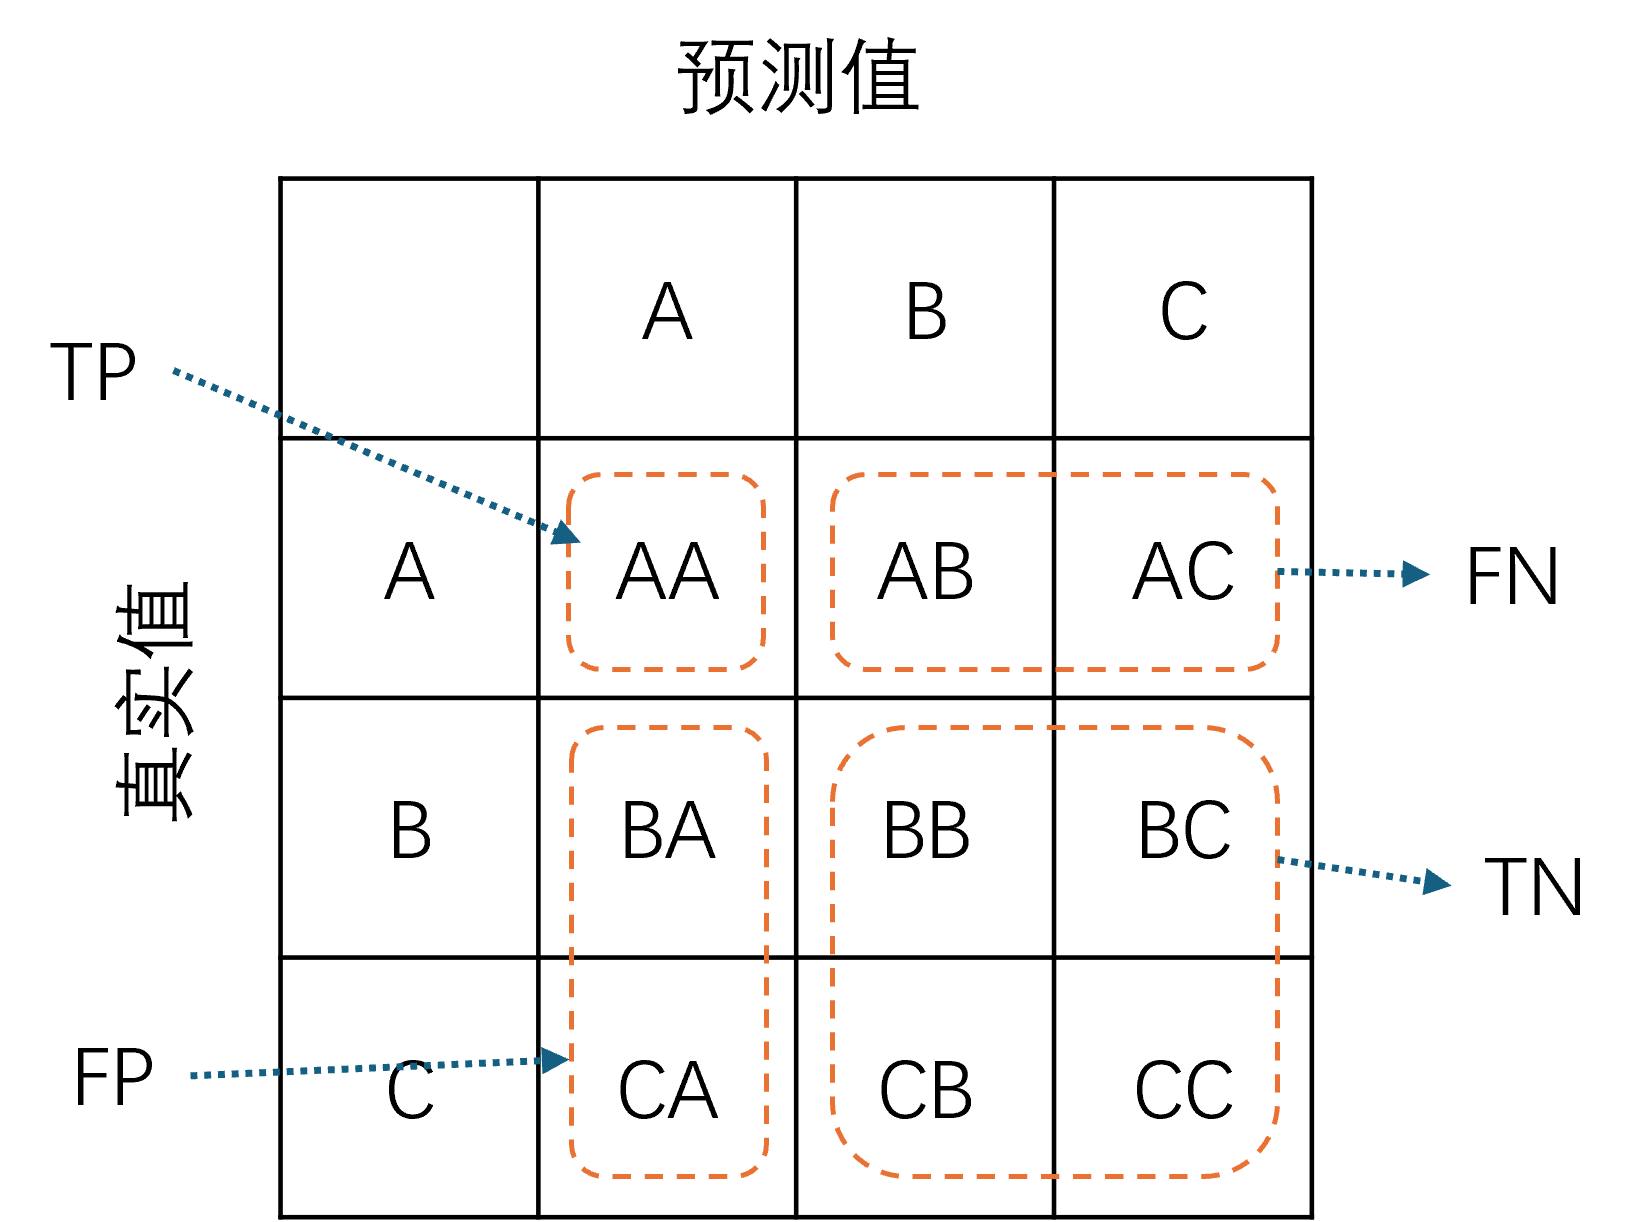 预测值
A B C
TP
A AA AB AC
FN
真实值
B BA BB BC
TN
FP
C CA CB CC